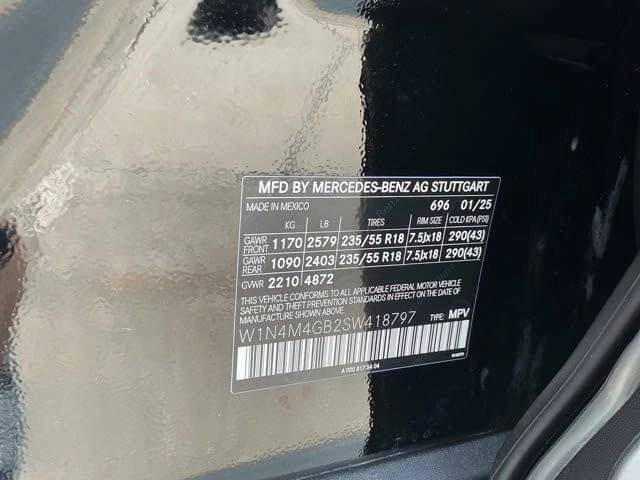 MFD BY MERCEDES-BENZ AG STUTTGART
MADE IN MEXICO 696 01/25
KG LB TIRES RIM SIZE COLD KPA (PSI)
GAWR FRONT 1170 2579 235/55 R18 7.5Jx18 290(43)
GAWR REAR 1090 2403 235/55 R18 7.5Jx18 290(43)
GVWR 2210 4872
THIS VEHICLE CONFORMS TO ALL APPLICABLE FEDERAL MOTOR VEHICLE
SAFETY AND THEFT PREVENTION STANDARDS IN EFFECT ON THE DATE OF
MANUFACTURE SHOWN ABOVE.
W1N4M4GB2SW418797 TYPE: MPV
A 000 817 34 04